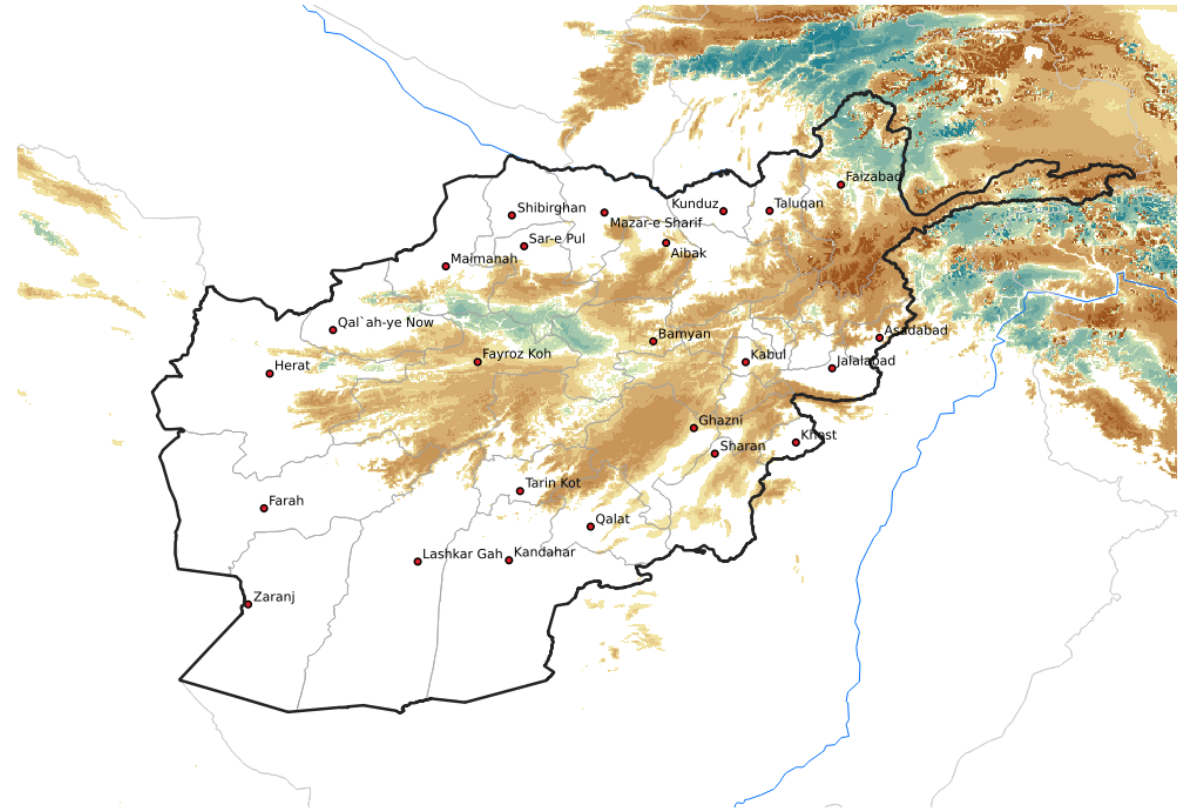 Faizabad
Kunduz
Taluqan
Shibirghan
Mazar-e Sharif
Sar-e Pul
Aibak
Maimanah
Qal`ah-ye Now
Asadabad
Bamyan
Fayroz Koh
Kabul
Jalalabad
Herat
Ghazni
Khost
Sharan
Tarin Kot
Farah
Qalat
Lashkar Gah
Kandahar
Zaranj